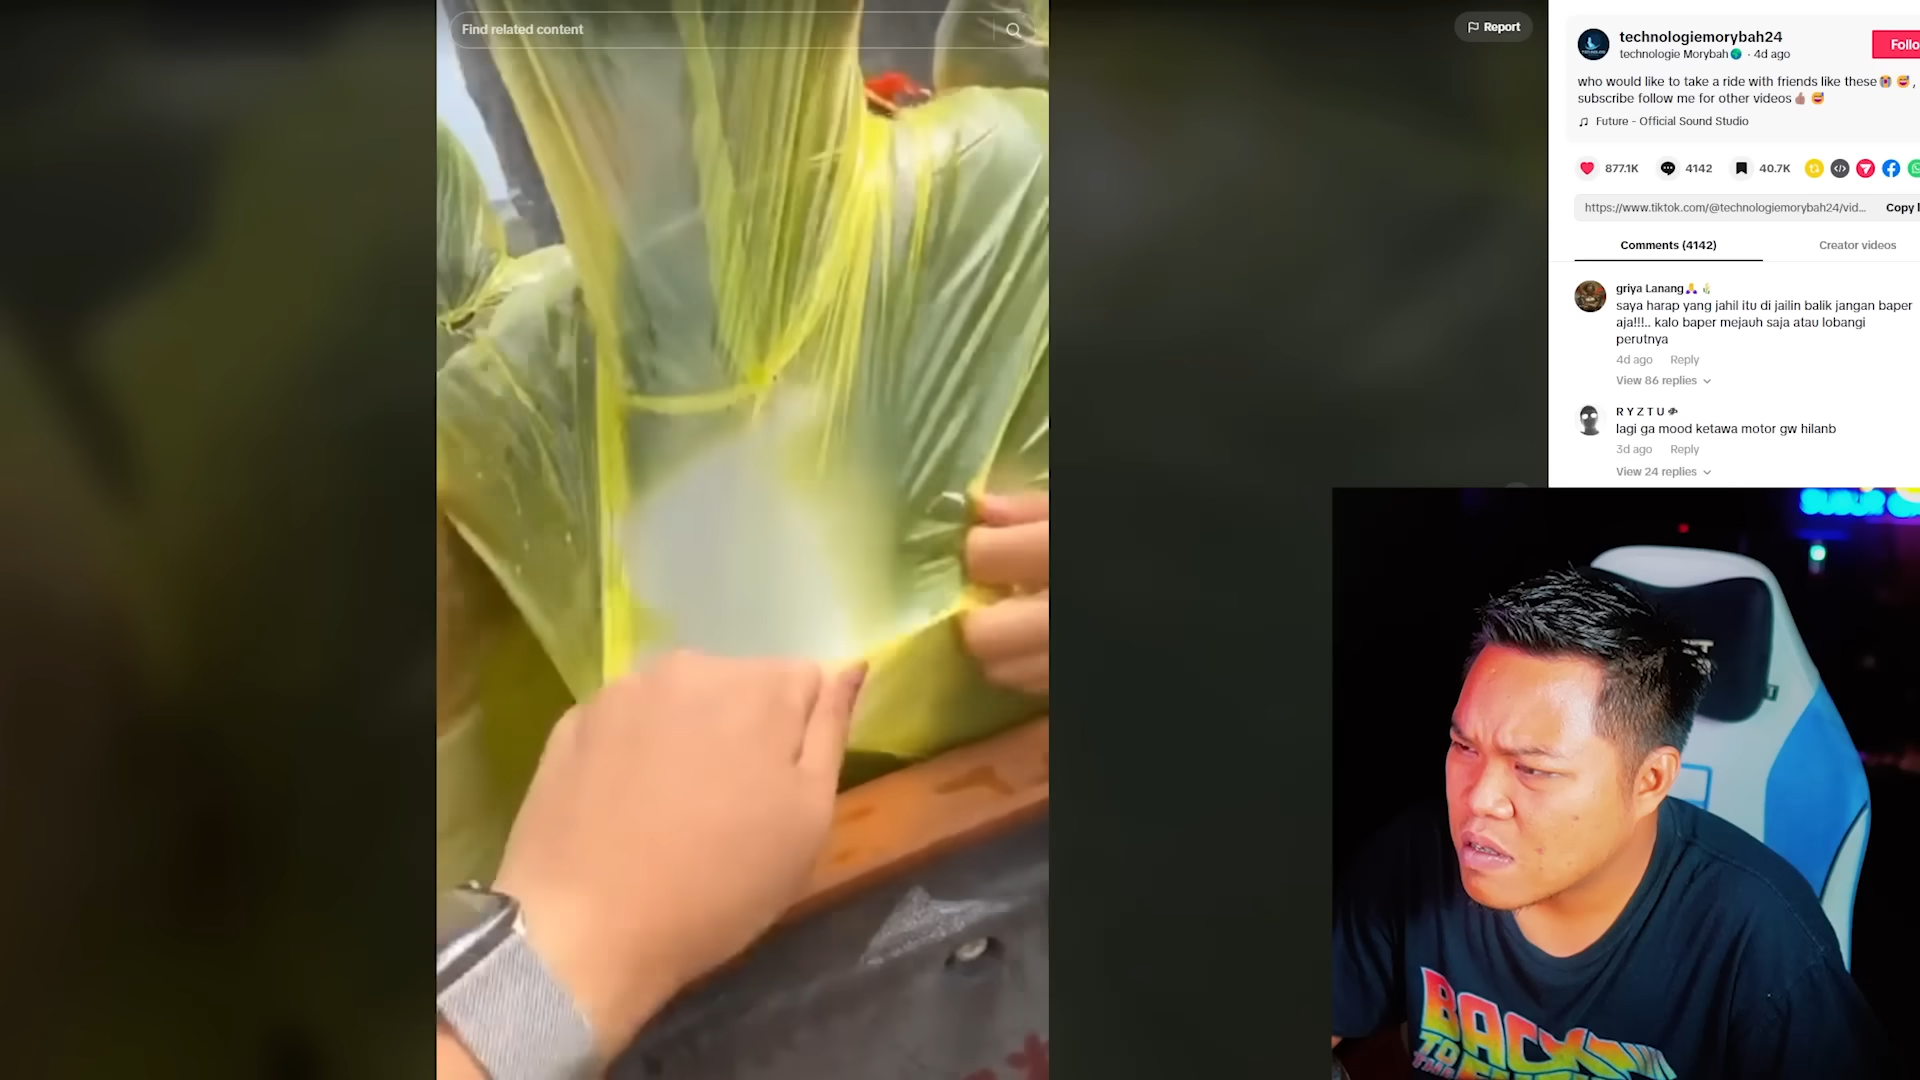 Find related content
Report
technologiemorybah24
technologie Morybah · 4d ago
Follo
who would like to take a ride with friends like these😭 😅,
subscribe follow me for other videos👍🏽 😅
Future - Official Sound Studio
877.1K
4142
40.7K
https://www.tiktok.com/@technologiemorybah24/vid...
Copy l
Comments (4142)
Creator videos
griya Lanang
saya harap yang jahil itu di jailin balik jangan baper
aja!!!.. kalo baper mejauh saja atau lobangi
perutnya
4d ago Reply
View 86 replies
R Y Z T U
lagi ga mood ketawa motor gw hilanb
3d ago Reply
View 24 replies
BACK
TO
THE